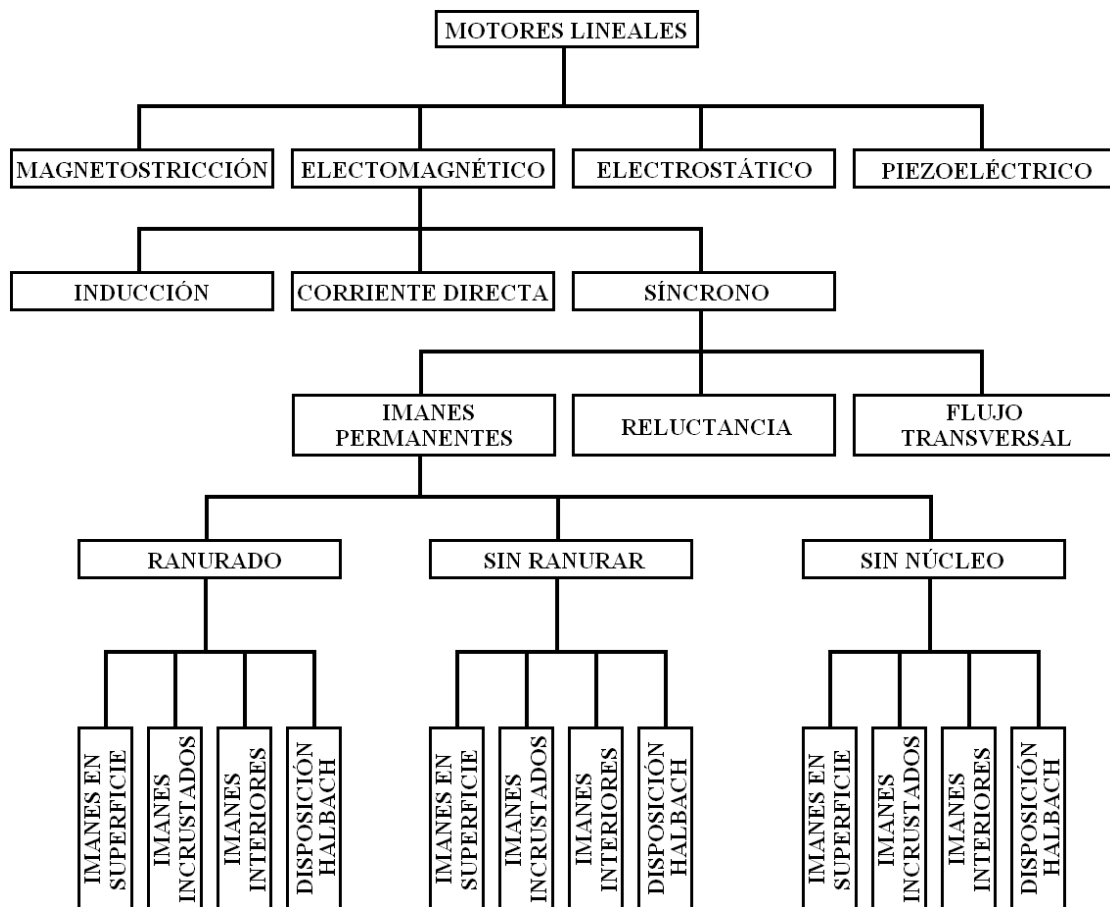 MOTORES LINEALES
MAGNETOSTRICCIÓN
ELECTOMAGNÉTICO
ELECTROSTÁTICO
PIEZOELÉCTRICO
INDUCCIÓN
CORRIENTE DIRECTA
SÍNCRONO
IMANES
PERMANENTES
RELUCTANCIA
FLUJO
TRANSVERSAL
RANURADO
SIN RANURAR
SIN NÚCLEO
IMANES EN
SUPERFICIE
IMANES
INCRUSTADOS
IMANES
INTERIORES
DISPOSICIÓN
HALBACH
IMANES EN
SUPERFICIE
IMANES
INCRUSTADOS
IMANES
INTERIORES
DISPOSICIÓN
HALBACH
IMANES EN
SUPERFICIE
IMANES
INCRUSTADOS
IMANES
INTERIORES
DISPOSICIÓN
HALBACH